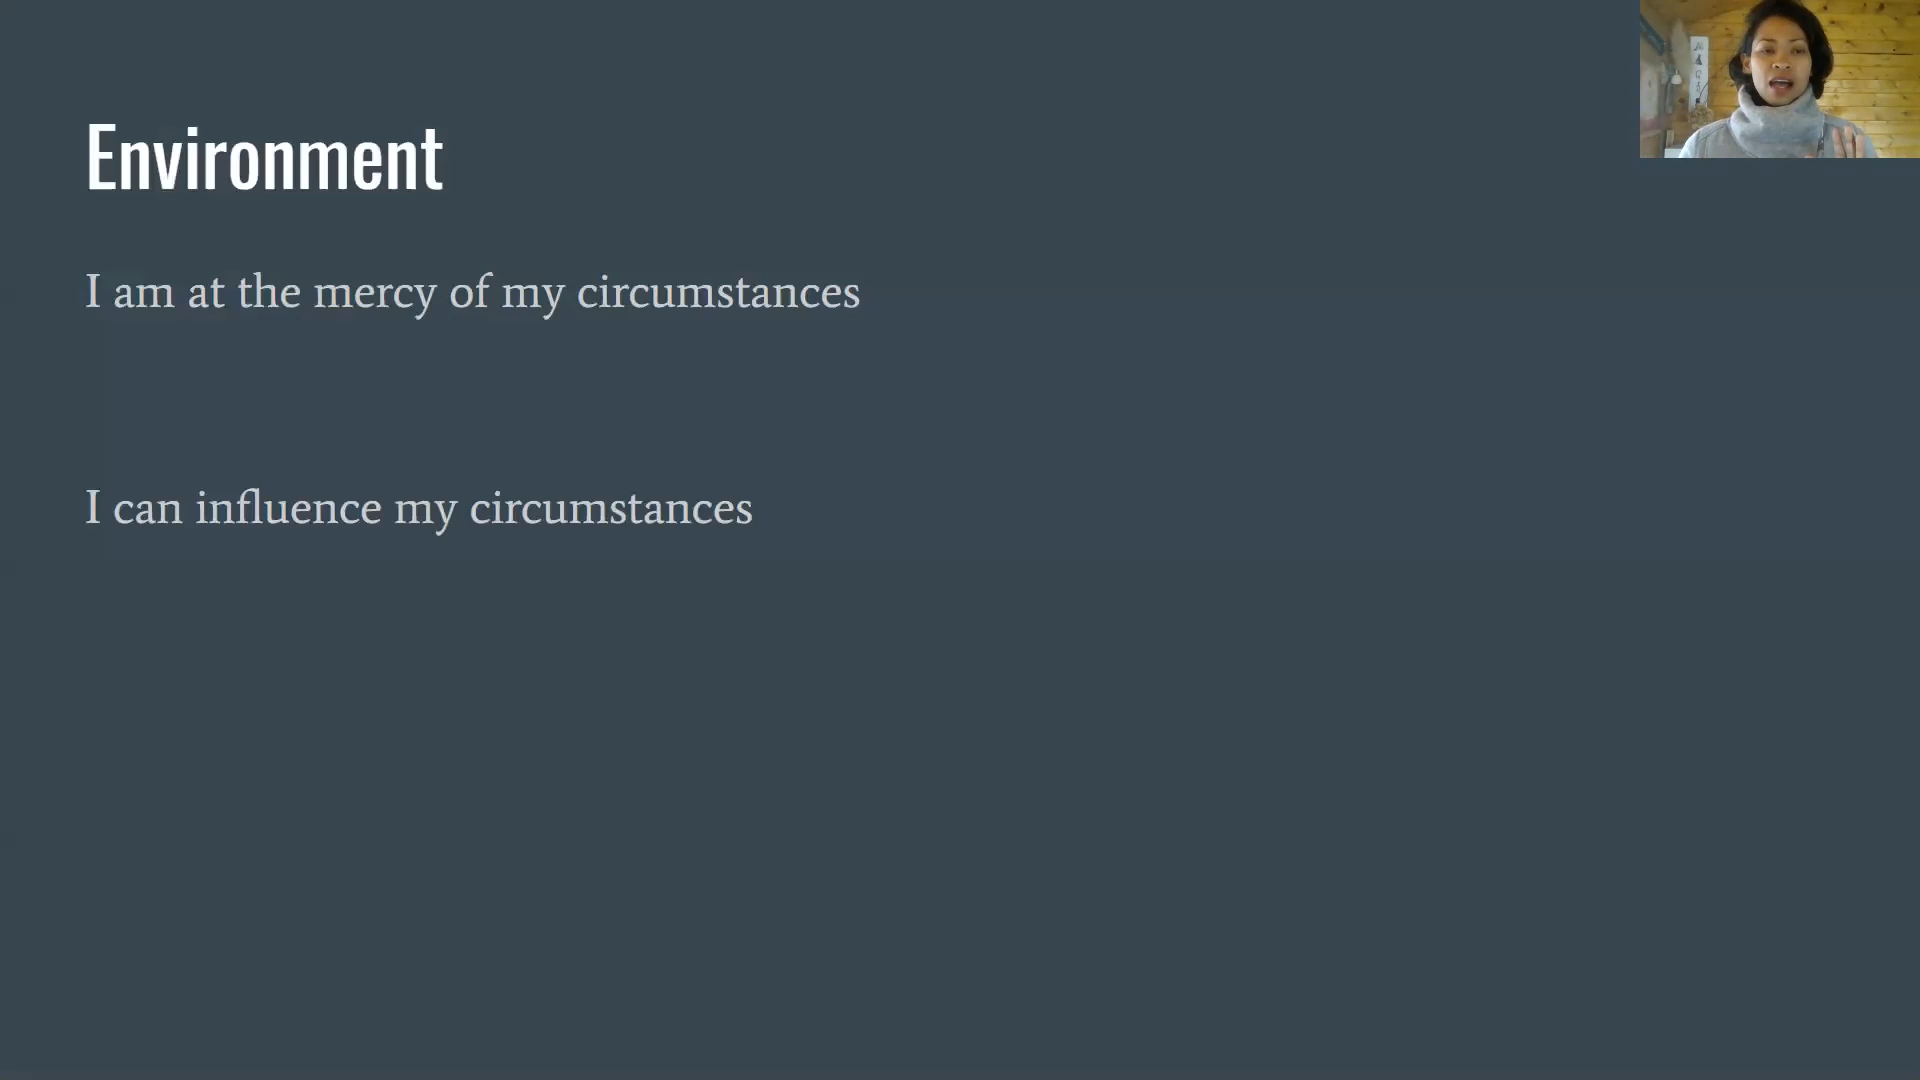 Environment
I am at the mercy of my circumstances
I can influence my circumstances